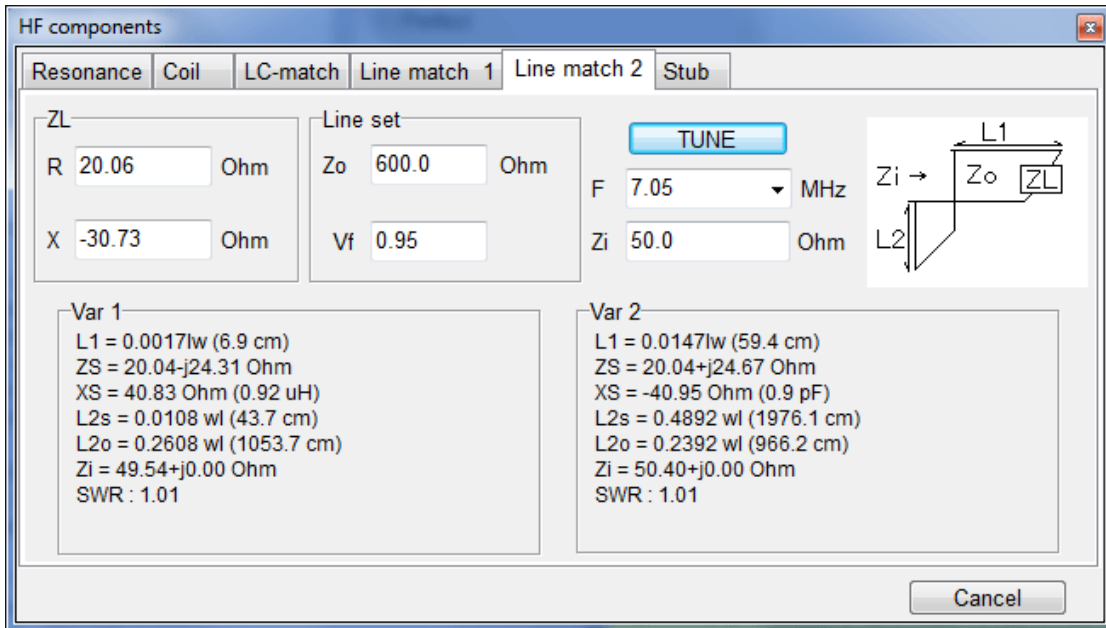 HF components
Resonance Coil LC-match Line match 1 Line match 2 Stub
ZL
R 20.06 Ohm
X -30.73 Ohm
Line set
Zo 600.0 Ohm
Vf 0.95
TUNE
F 7.05 MHz
Zi 50.0 Ohm
L1
Zi → Zo ZL
L2
Var 1
L1 = 0.0017lw (6.9 cm)
ZS = 20.04-j24.31 Ohm
XS = 40.83 Ohm (0.92 uH)
L2s = 0.0108 wl (43.7 cm)
L2o = 0.2608 wl (1053.7 cm)
Zi = 49.54+j0.00 Ohm
SWR : 1.01
Var 2
L1 = 0.0147lw (59.4 cm)
ZS = 20.04+j24.67 Ohm
XS = -40.95 Ohm (0.9 pF)
L2s = 0.4892 wl (1976.1 cm)
L2o = 0.2392 wl (966.2 cm)
Zi = 50.40+j0.00 Ohm
SWR : 1.01
Cancel